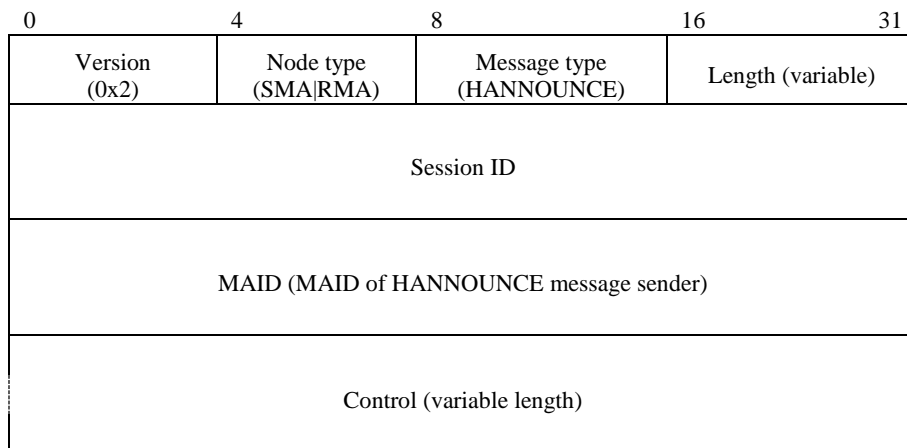 0 4 8 16 31
Version Node type Message type Length (variable)
(0x2) (SMA|RMA) (HANNOUNCE)
Session ID
MAID (MAID of HANNOUNCE message sender)
Control (variable length)